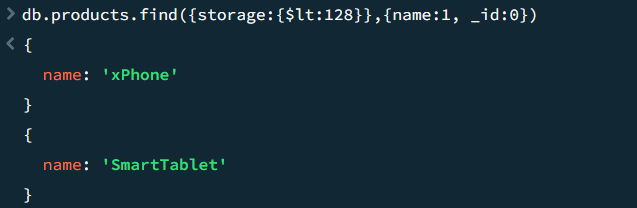 > db.products.find({storage:{$lt:128}},{name:1, _id:0})
< {
name: 'xPhone'
}
{
name: 'SmartTablet'
}